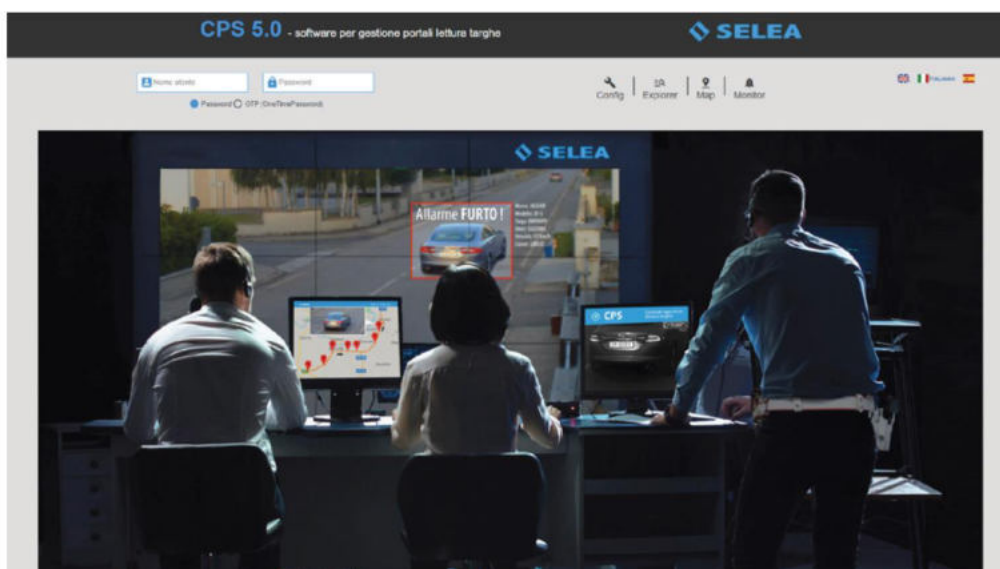 CPS 5.0 - software per gestione portali lettura targhe
SELEA
Nome utente
Password
Password OTP (OneTimePassword)
Config
Explorer
Map
Monitor
ITALIANO
SELEA
Allarme FURTO !
CPS